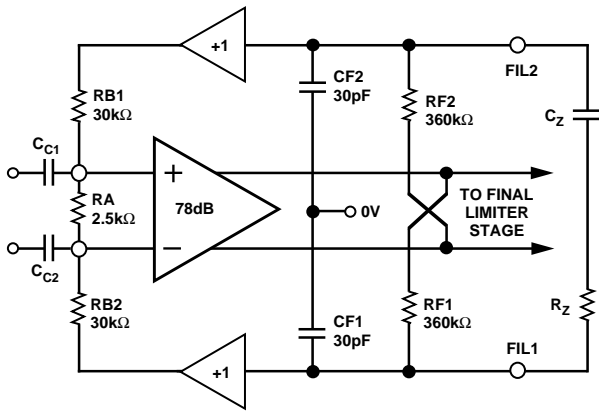 +1
FIL2
CF2
30pF
RF2
360kΩ
RB1
30kΩ
CZ
CC1
+
78dB
RA
2.5kΩ
0V
TO FINAL
LIMITER
STAGE
−
CC2
RB2
30kΩ
CF1
30pF
RF1
360kΩ
RZ
FIL1
+1